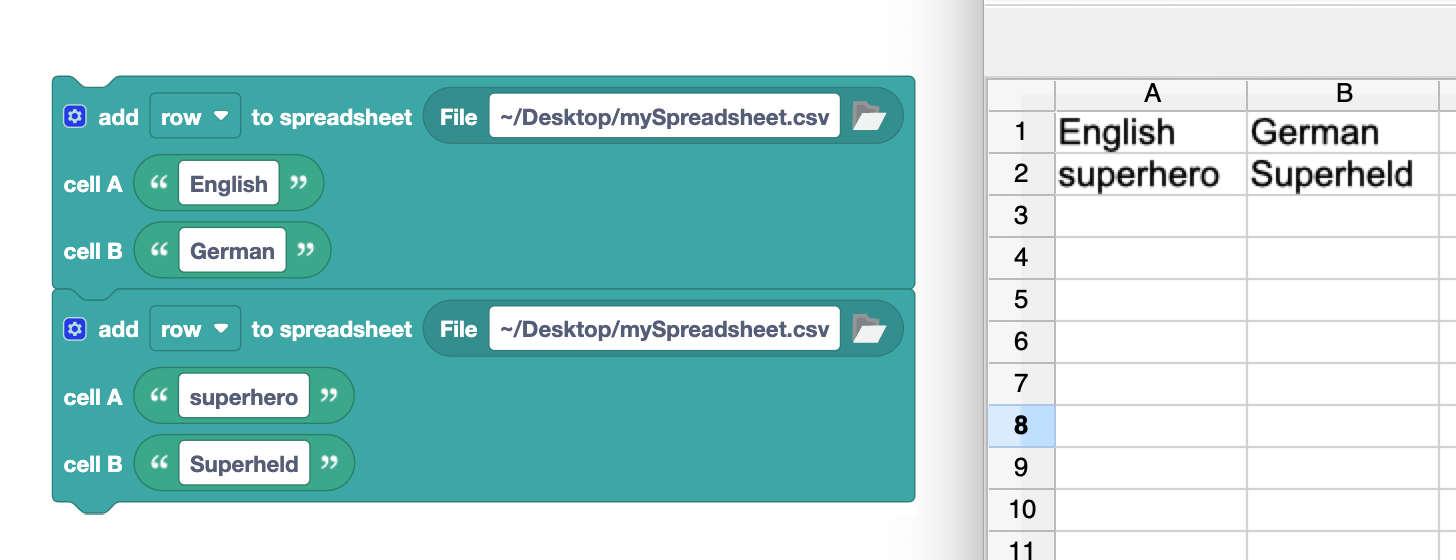 add row to spreadsheet File ~/Desktop/mySpreadsheet.csv
cell A “ English ”
cell B “ German ”
add row to spreadsheet File ~/Desktop/mySpreadsheet.csv
cell A “ superhero ”
cell B “ Superheld ”
A B
1 English German
2 superhero Superheld
3
4
5
6
7
8
9
10
11